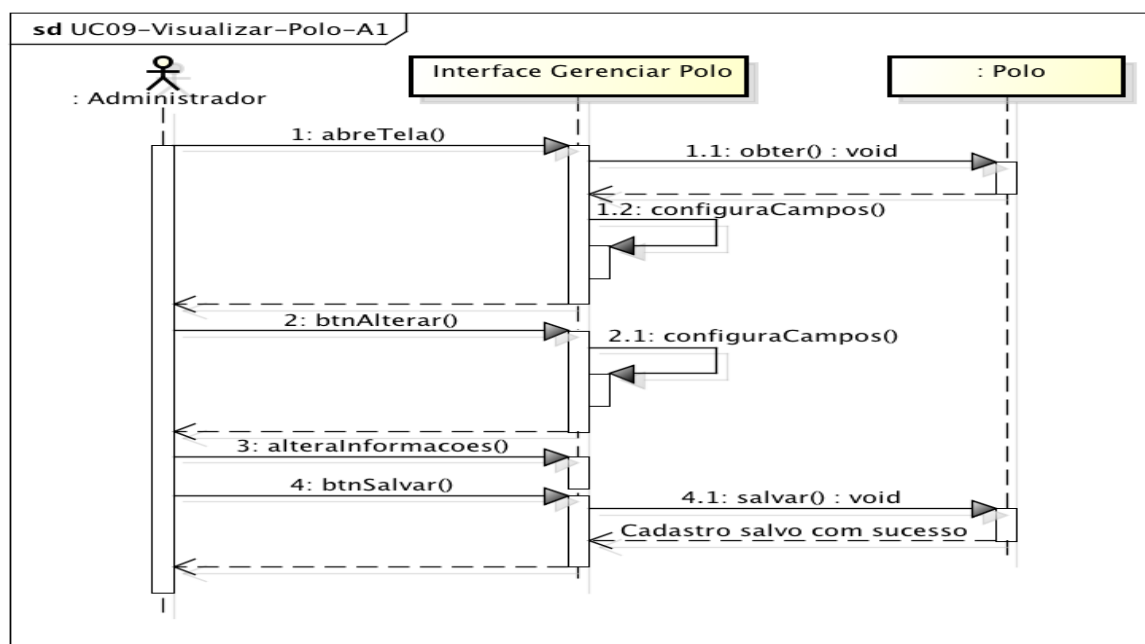 sd UC09-Visualizar-Polo-A1
: Administrador
Interface Gerenciar Polo
: Polo
1: abreTela()
1.1: obter() : void
1.2: configuraCampos()
2: btnAlterar()
2.1: configuraCampos()
3: alteraInformacoes()
4: btnSalvar()
4.1: salvar() : void
Cadastro salvo com sucesso